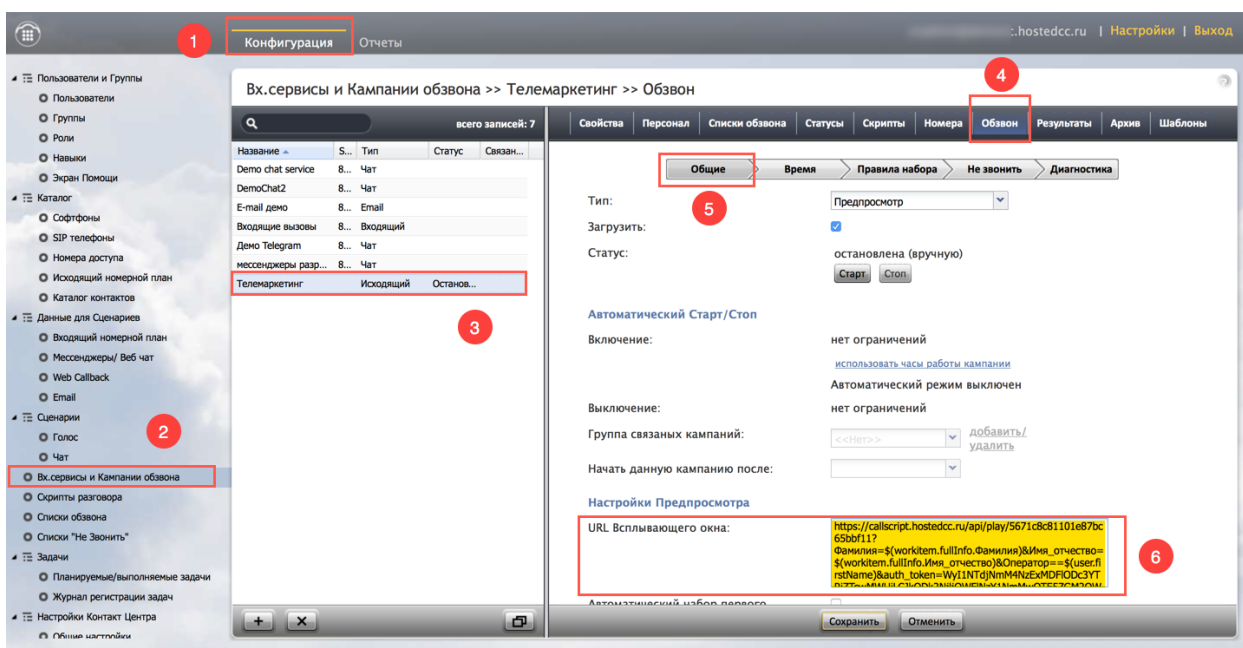 1
Конфигурация
Отчеты
:.hostedcc.ru | Настройки | Выход
Пользователи и Группы
Пользователи
Группы
Роли
Навыки
Экран Помощи
Каталог
Софтфоны
SIP телефоны
Номера доступа
Исходящий номерной план
Каталог контактов
Данные для Сценариев
Входящий номерной план
Мессенджеры/ Веб чат
Web Callback
Email
Сценарии
Голос
2
Чат
Вх.сервисы и Кампании обзвона
Скрипты разговора
Списки обзвона
Списки "Не Звонить"
Задачи
Планируемые/выполняемые задачи
Журнал регистрации задач
Настройки Контакт Центра
Общие настройки
Вх.сервисы и Кампании обзвона >> Телемаркетинг >> Обзвон
всего записей: 7
Название S... Тип Статус Связан...
Demo chat service 8... Чат
DemoChat2 8... Чат
E-mail демо 8... Email
Входящие вызовы 8... Входящий
Демо Telegram 8... Чат
мессенджеры разр... 8... Чат
Телемаркетинг Исходящий Останов...
3
4
Свойства Персонал Списки обзвона Статусы Скрипты Номера Обзвон Результаты Архив Шаблоны
Общие Время Правила набора Не звонить Диагностика
5
Тип: Предпросмотр
Загрузить:
Статус: остановлена (вручную)
Старт Стоп
Автоматический Старт/Стоп
Включение: нет ограничений
использовать часы работы кампании
Автоматический режим выключен
Выключение: нет ограничений
Группа связаных кампаний: <<Нет>> добавить/
удалить
Начать данную кампанию после:
Настройки Предпросмотра
URL Всплывающего окна: https://callscript.hostedcc.ru/api/play/5671c8c81101e87bc
65bbf11?
Фамилия=$(workitem.fullInfo.Фамилия)&Имя_отчество=
$(workitem.fullInfo.Имя_отчество)&Оператор==$(user.fi
rstName)&auth_token=WyI1NTdjNmM4NzExMDFlODc3YT
6
Автоматический набор первого
Сохранить Отменить